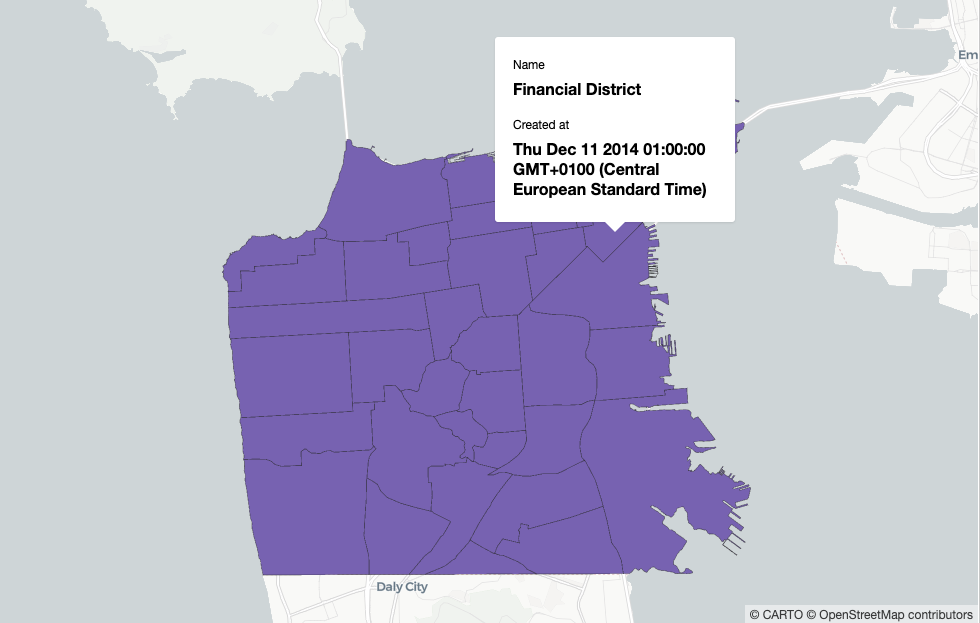 Em
Name
Financial District
Created at
Thu Dec 11 2014 01:00:00
GMT+0100 (Central
European Standard Time)
Daly City
© CARTO © OpenStreetMap contributors